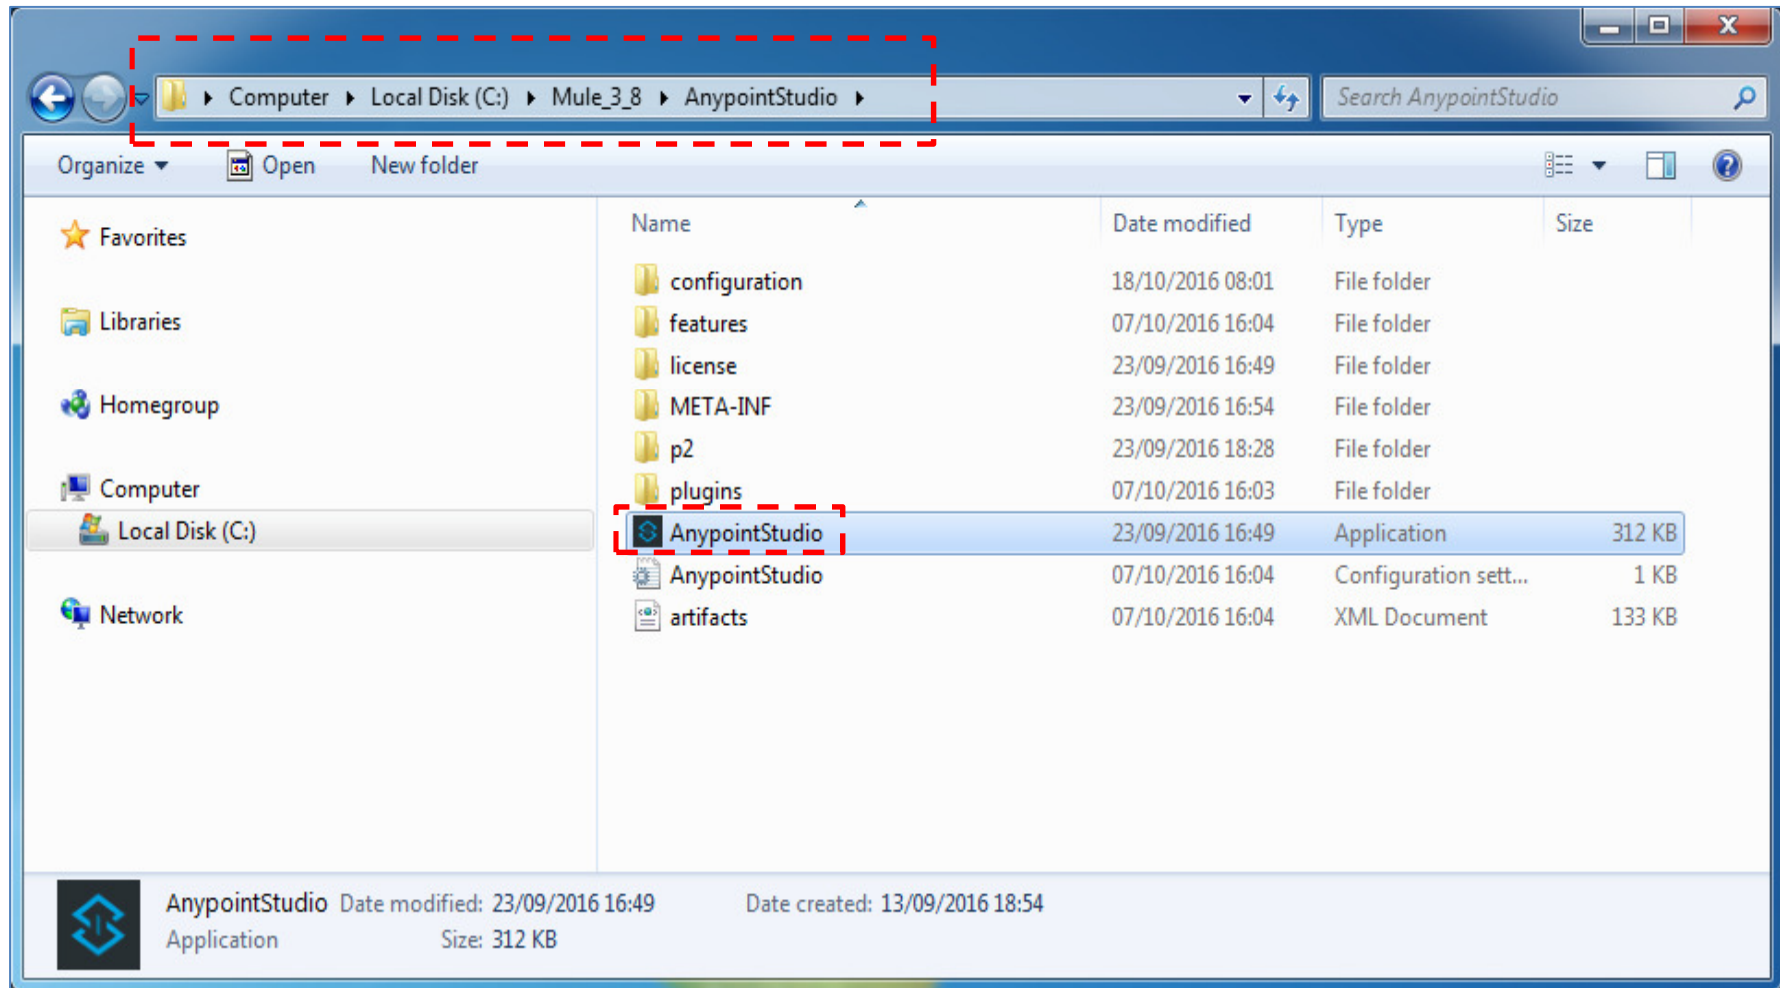 Computer Local Disk (C:) Mule_3_8 AnypointStudio Search AnypointStudio
Organize Open New folder
Favorites
Libraries
Homegroup
Computer
Local Disk (C:)
Network
Name Date modified Type Size
configuration 18/10/2016 08:01 File folder
features 07/10/2016 16:04 File folder
license 23/09/2016 16:49 File folder
META-INF 23/09/2016 16:54 File folder
p2 23/09/2016 18:28 File folder
plugins 07/10/2016 16:03 File folder
AnypointStudio 23/09/2016 16:49 Application 312 KB
AnypointStudio 07/10/2016 16:04 Configuration sett... 1 KB
artifacts 07/10/2016 16:04 XML Document 133 KB
AnypointStudio Date modified: 23/09/2016 16:49 Date created: 13/09/2016 18:54
Application Size: 312 KB